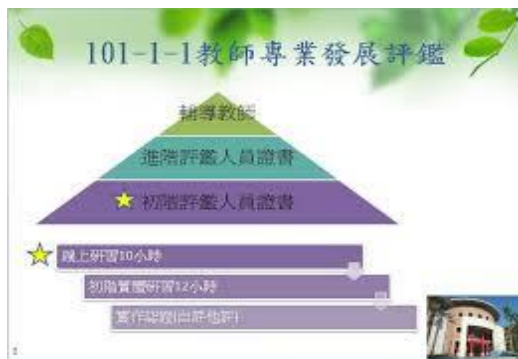 101-1-1教師專業發展評鑑
輔導教師
進階評鑑人員證書
初階評鑑人員證書
線上研習10小時
初階實體研習12小時
實作認證(自評他評)